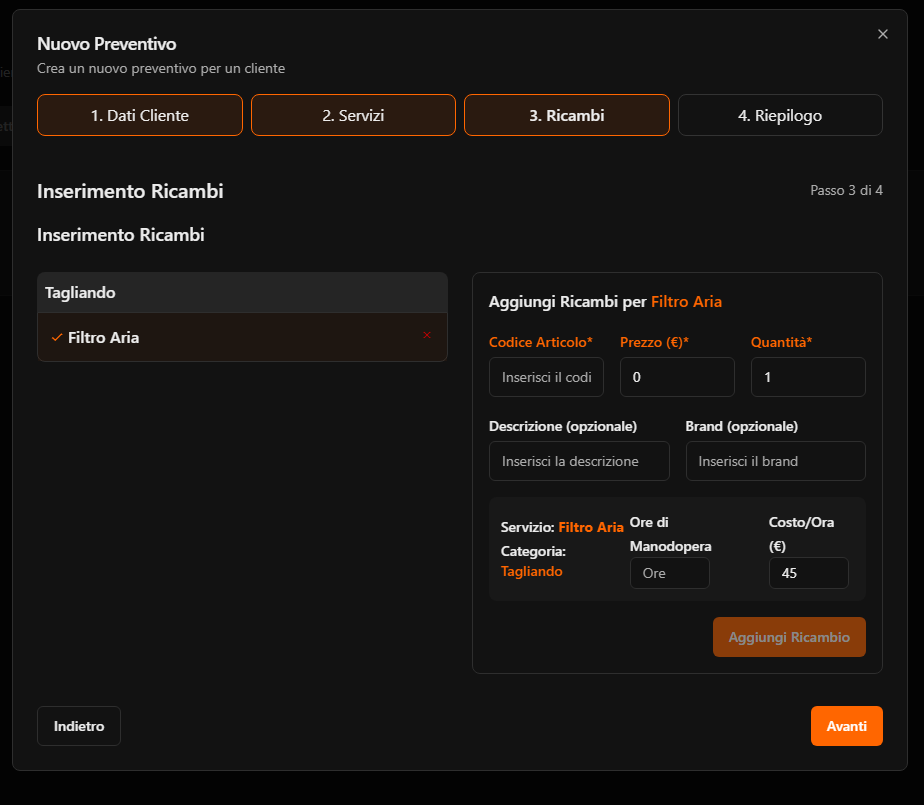 Nuovo Preventivo
Crea un nuovo preventivo per un cliente
1. Dati Cliente
2. Servizi
3. Ricambi
4. Riepilogo
Inserimento Ricambi
Passo 3 di 4
Inserimento Ricambi
Tagliando
Filtro Aria
Aggiungi Ricambi per Filtro Aria
Codice Articolo*
Prezzo (€)*
Quantità*
Inserisci il codi
0
1
Descrizione (opzionale)
Brand (opzionale)
Inserisci la descrizione
Inserisci il brand
Servizio: Filtro Aria
Categoria:
Tagliando
Ore di
Manodopera
Ore
Costo/Ora
(€)
45
Aggiungi Ricambio
Indietro
Avanti